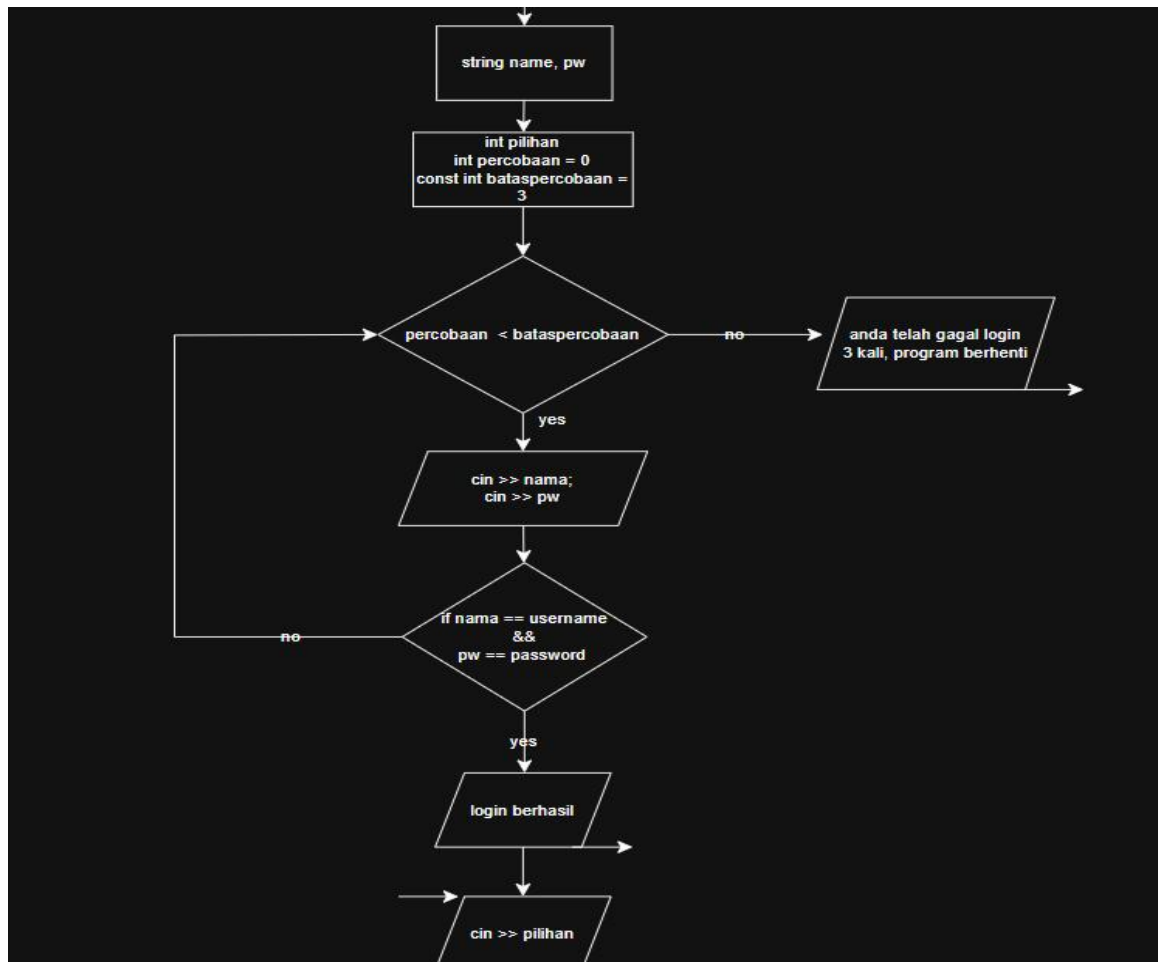 string name, pw
int pilihan
int percobaan = 0
const int bataspercobaan =
3
percobaan < bataspercobaan
no
anda telah gagal login
3 kali, program berhenti
yes
cin >> nama;
cin >> pw
if nama == username
&&
pw == password
no
yes
login berhasil
cin >> pilihan